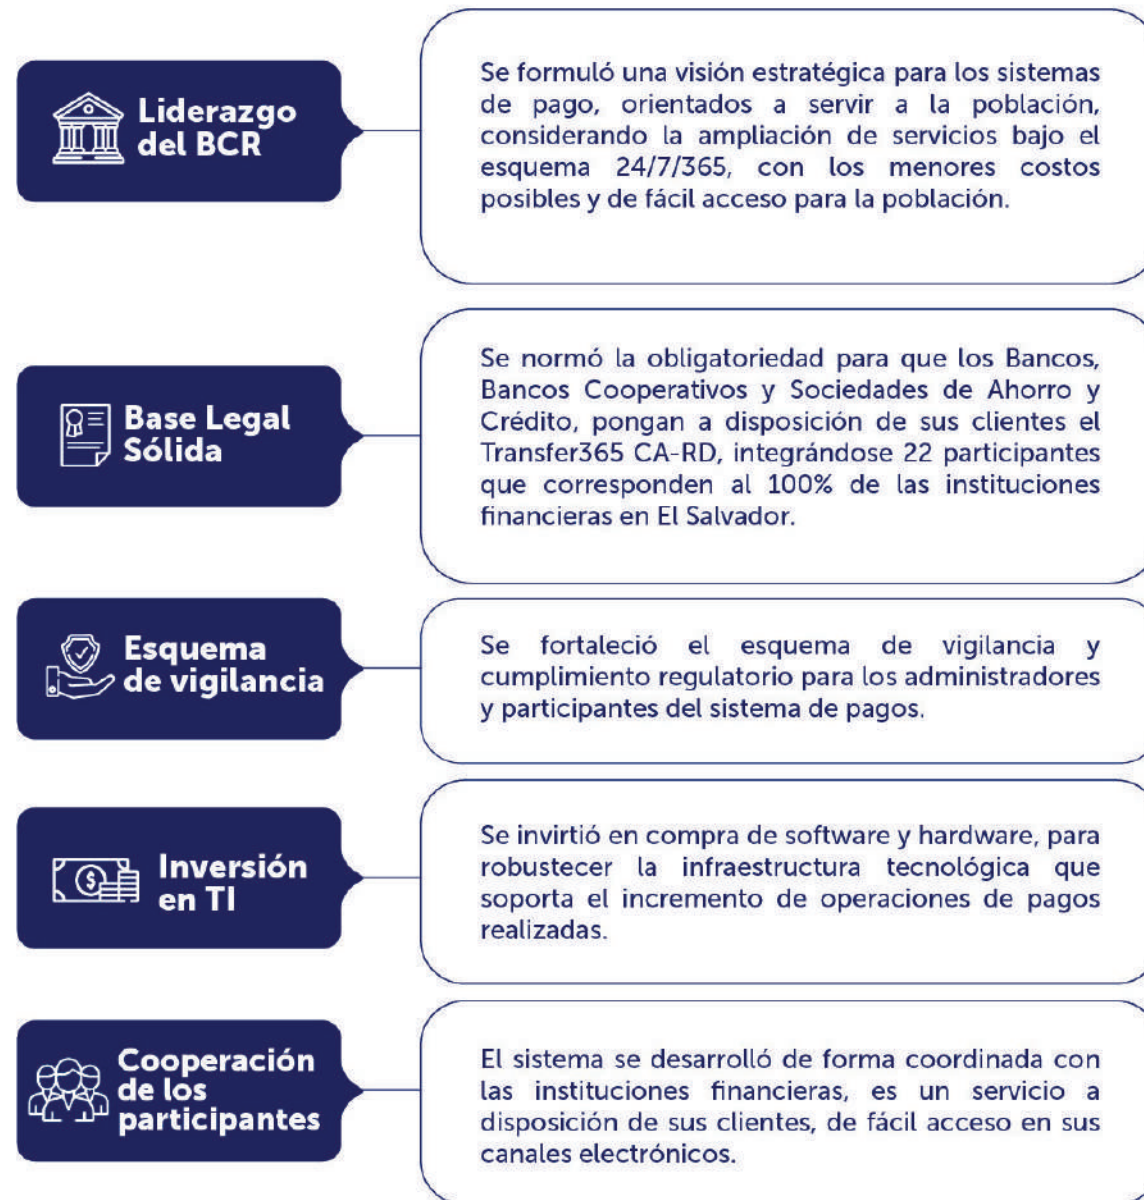 Liderazgo
del BCR
Se formuló una visión estratégica para los sistemas
de pago, orientados a servir a la población,
considerando la ampliación de servicios bajo el
esquema 24/7/365, con los menores costos
posibles y de fácil acceso para la población.
Base Legal
Sólida
Se normó la obligatoriedad para que los Bancos,
Bancos Cooperativos y Sociedades de Ahorro y
Crédito, pongan a disposición de sus clientes el
Transfer365 CA-RD, integrándose 22 participantes
que corresponden al 100% de las instituciones
financieras en El Salvador.
Esquema
de vigilancia
Se fortaleció el esquema de vigilancia y
cumplimiento regulatorio para los administradores
y participantes del sistema de pagos.
Inversión
en TI
Se invirtió en compra de software y hardware, para
robustecer la infraestructura tecnológica que
soporta el incremento de operaciones de pagos
realizadas.
Cooperación
de los
participantes
El sistema se desarrolló de forma coordinada con
las instituciones financieras, es un servicio a
disposición de sus clientes, de fácil acceso en sus
canales electrónicos.